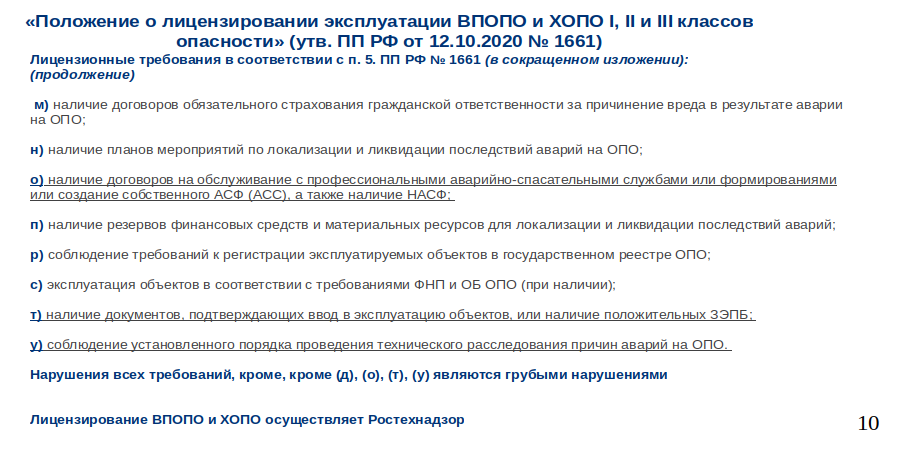 «Положение о лицензировании эксплуатации ВПОПО и ХОПО I, II и III классов
опасности» (утв. ПП РФ от 12.10.2020 № 1661)
Лицензионные требования в соответствии с п. 5. ПП РФ № 1661 (в сокращенном изложении):
(продолжение)
м) наличие договоров обязательного страхования гражданской ответственности за причинение вреда в результате аварии
на ОПО;
н) наличие планов мероприятий по локализации и ликвидации последствий аварий на ОПО;
о) наличие договоров на обслуживание с профессиональными аварийно-спасательными службами или формированиями
или создание собственного АСФ (АСС), а также наличие НАСФ;
п) наличие резервов финансовых средств и материальных ресурсов для локализации и ликвидации последствий аварий;
р) соблюдение требований к регистрации эксплуатируемых объектов в государственном реестре ОПО;
с) эксплуатация объектов в соответствии с требованиями ФНП и ОБ ОПО (при наличии);
т) наличие документов, подтверждающих ввод в эксплуатацию объектов, или наличие положительных ЗЭПБ;
у) соблюдение установленного порядка проведения технического расследования причин аварий на ОПО.
Нарушения всех требований, кроме, кроме (д), (о), (т), (у) являются грубыми нарушениями
Лицензирование ВПОПО и ХОПО осуществляет Ростехнадзор
10